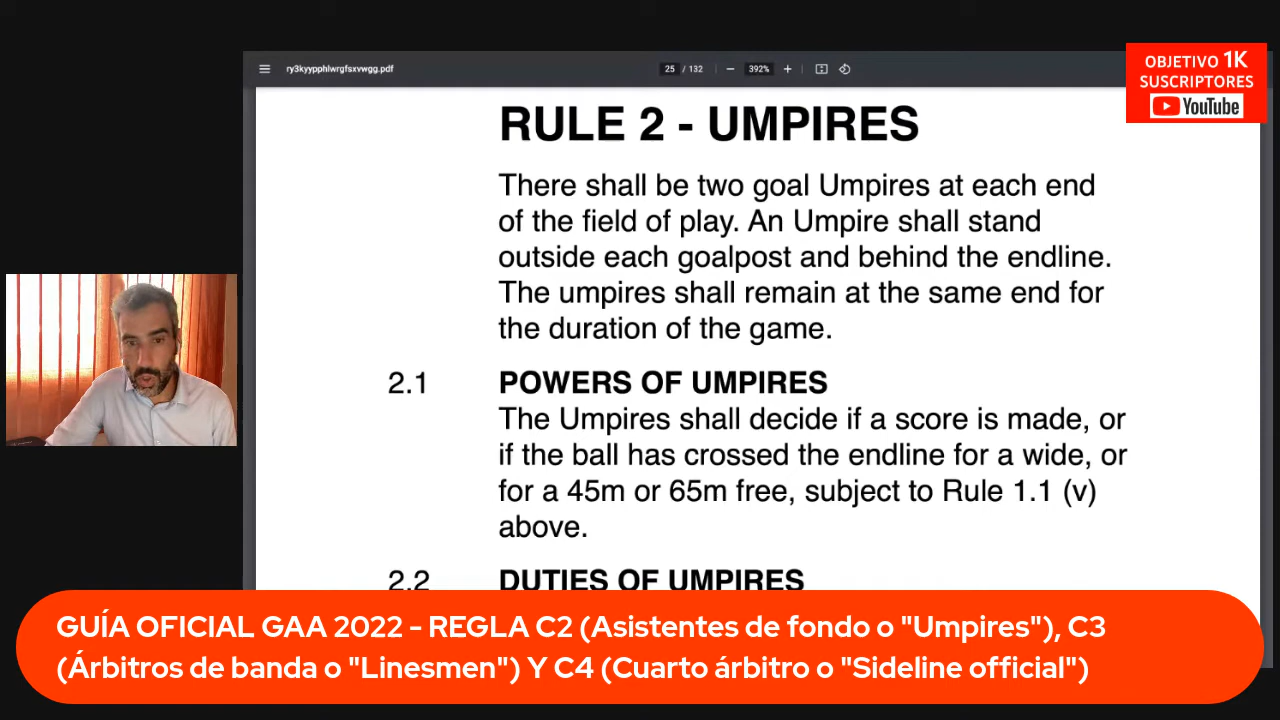 ry3kyypphlwrgfsxvwgg.pdf
25 / 132
392%
OBJETIVO 1K
SUSCRIPTORES
YouTube
RULE 2 - UMPIRES
There shall be two goal Umpires at each end
of the field of play. An Umpire shall stand
outside each goalpost and behind the endline.
The umpires shall remain at the same end for
the duration of the game.
2.1 POWERS OF UMPIRES
The Umpires shall decide if a score is made, or
if the ball has crossed the endline for a wide, or
for a 45m or 65m free, subject to Rule 1.1 (v)
above.
2.2 DUTIES OF UMPIRES
GUÍA OFICIAL GAA 2022 - REGLA C2 (Asistentes de fondo o "Umpires"), C3
(Árbitros de banda o "Linesmen") Y C4 (Cuarto árbitro o "Sideline official")